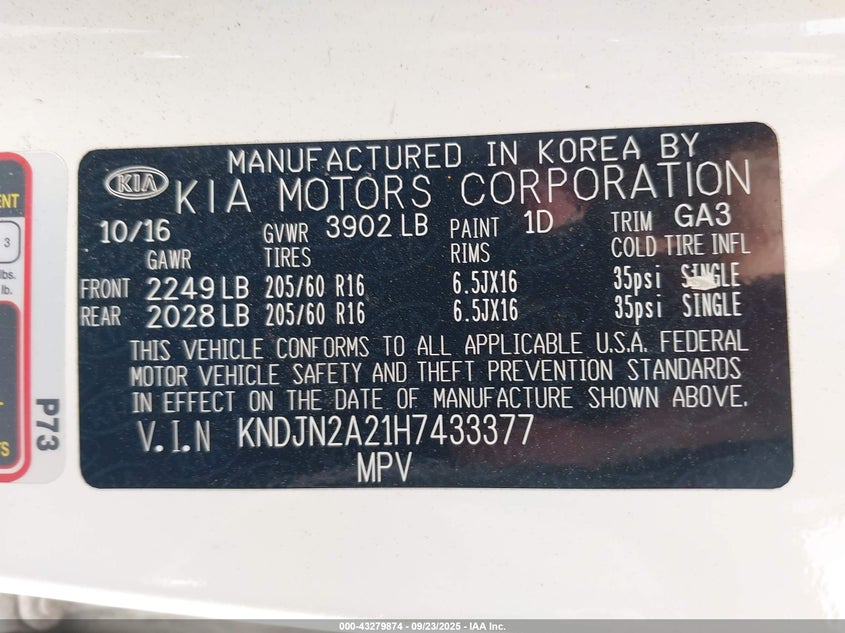 MANUFACTURED IN KOREA BY
KIA KIA MOTORS CORPORATION
10/16 GVWR 3902 LB PAINT 1D TRIM GA3
GAWR TIRES RIMS COLD TIRE INFL
FRONT 2249 LB 205/60 R16 6.5JX16 35psi SINGLE
REAR 2028 LB 205/60 R16 6.5JX16 35psi SINGLE
THIS VEHICLE CONFORMS TO ALL APPLICABLE U.S.A. FEDERAL
MOTOR VEHICLE SAFETY AND THEFT PREVENTION STANDARDS
IN EFFECT ON THE DATE OF MANUFACTURE SHOWN ABOVE.
V.I.N KNDJN2A21H7433377
MPV
3
lbs.
lb.
P73
000-43279874 / 09/23/2025 - IAA Inc.